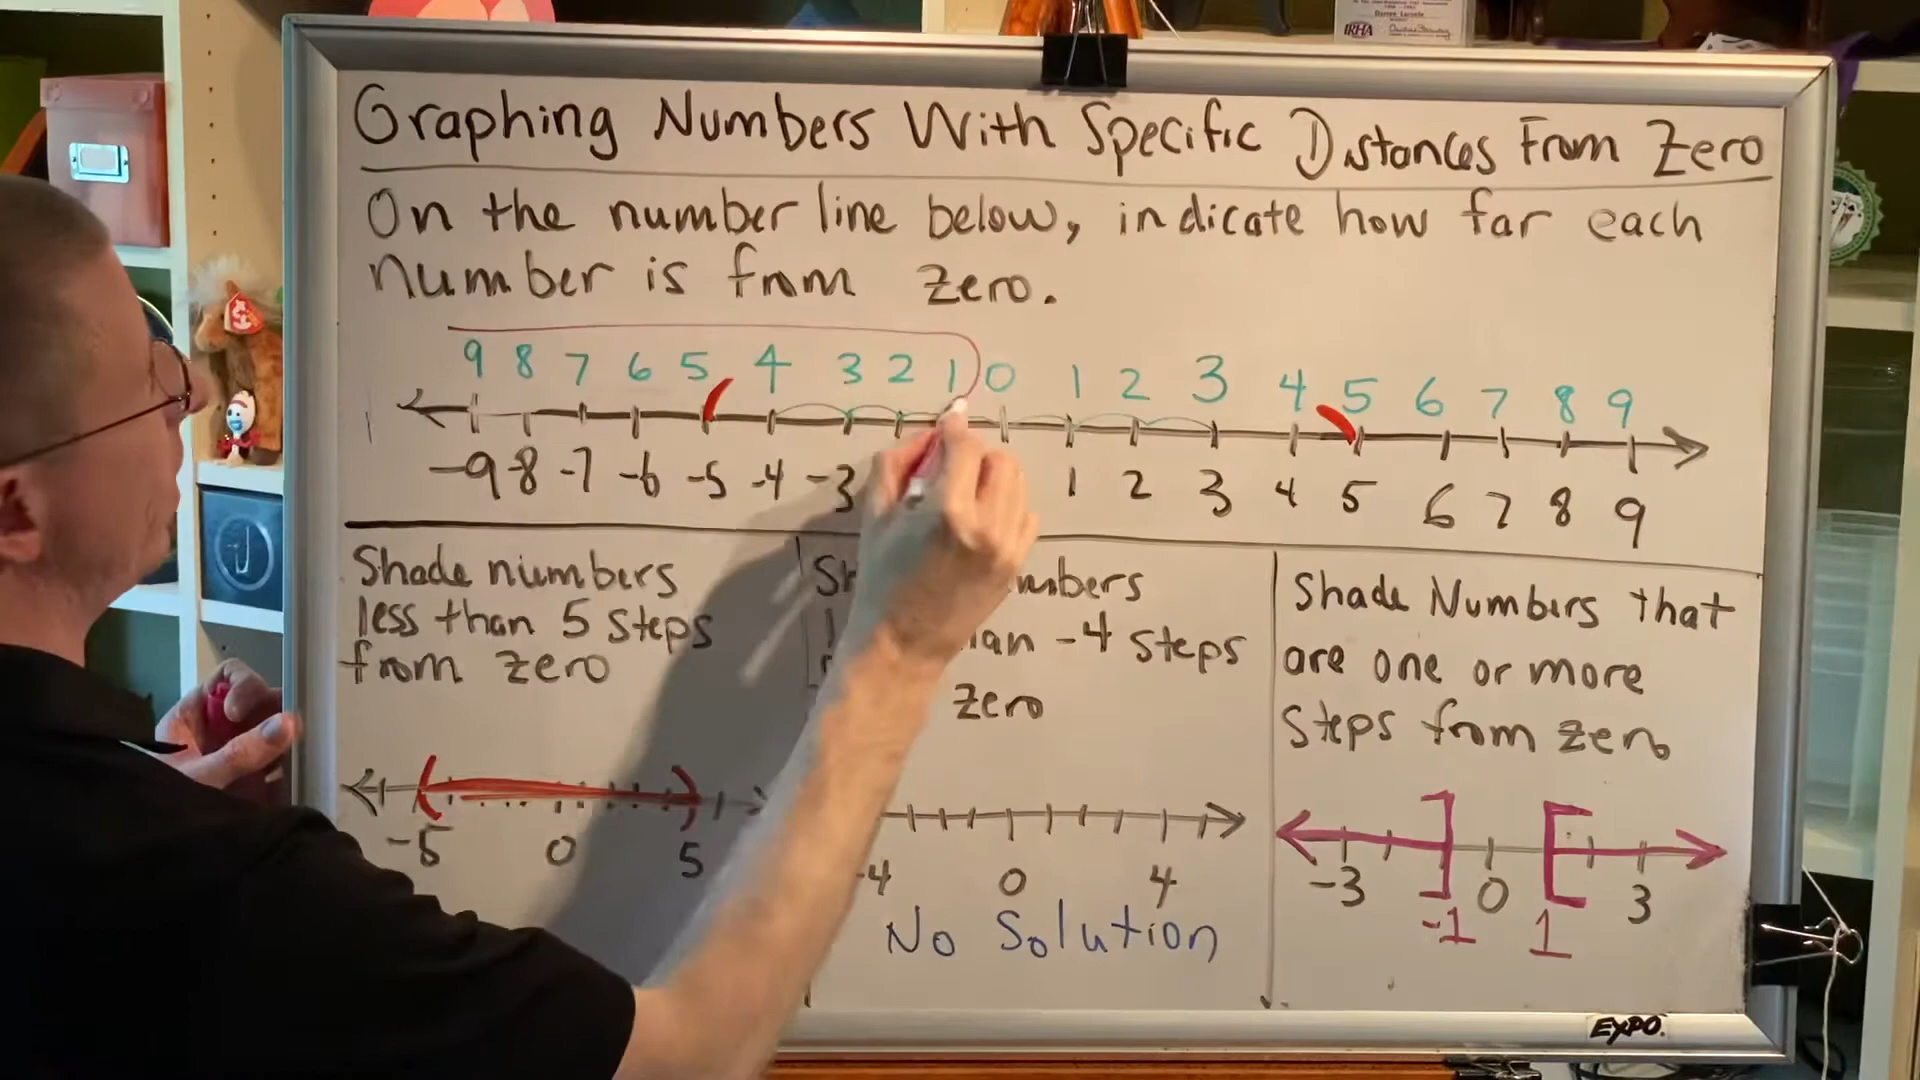 Graphing Numbers With Specific Distances From Zero
On the number line below, indicate how far each
number is from zero.
9 8 7 6 5 4 3 2 1 0 1 2 3 4 5 6 7 8 9
-9 -8 -7 -6 -5 -4 -3 1 2 3 4 5 6 7 8 9
Shade numbers
less than 5 steps
from zero
-5 0 5
-4 steps
zero
-4 0 4
No Solution
Shade Numbers that
are one or more
steps from zero
-3 0 3
-1 1
EXPO.
IRHA